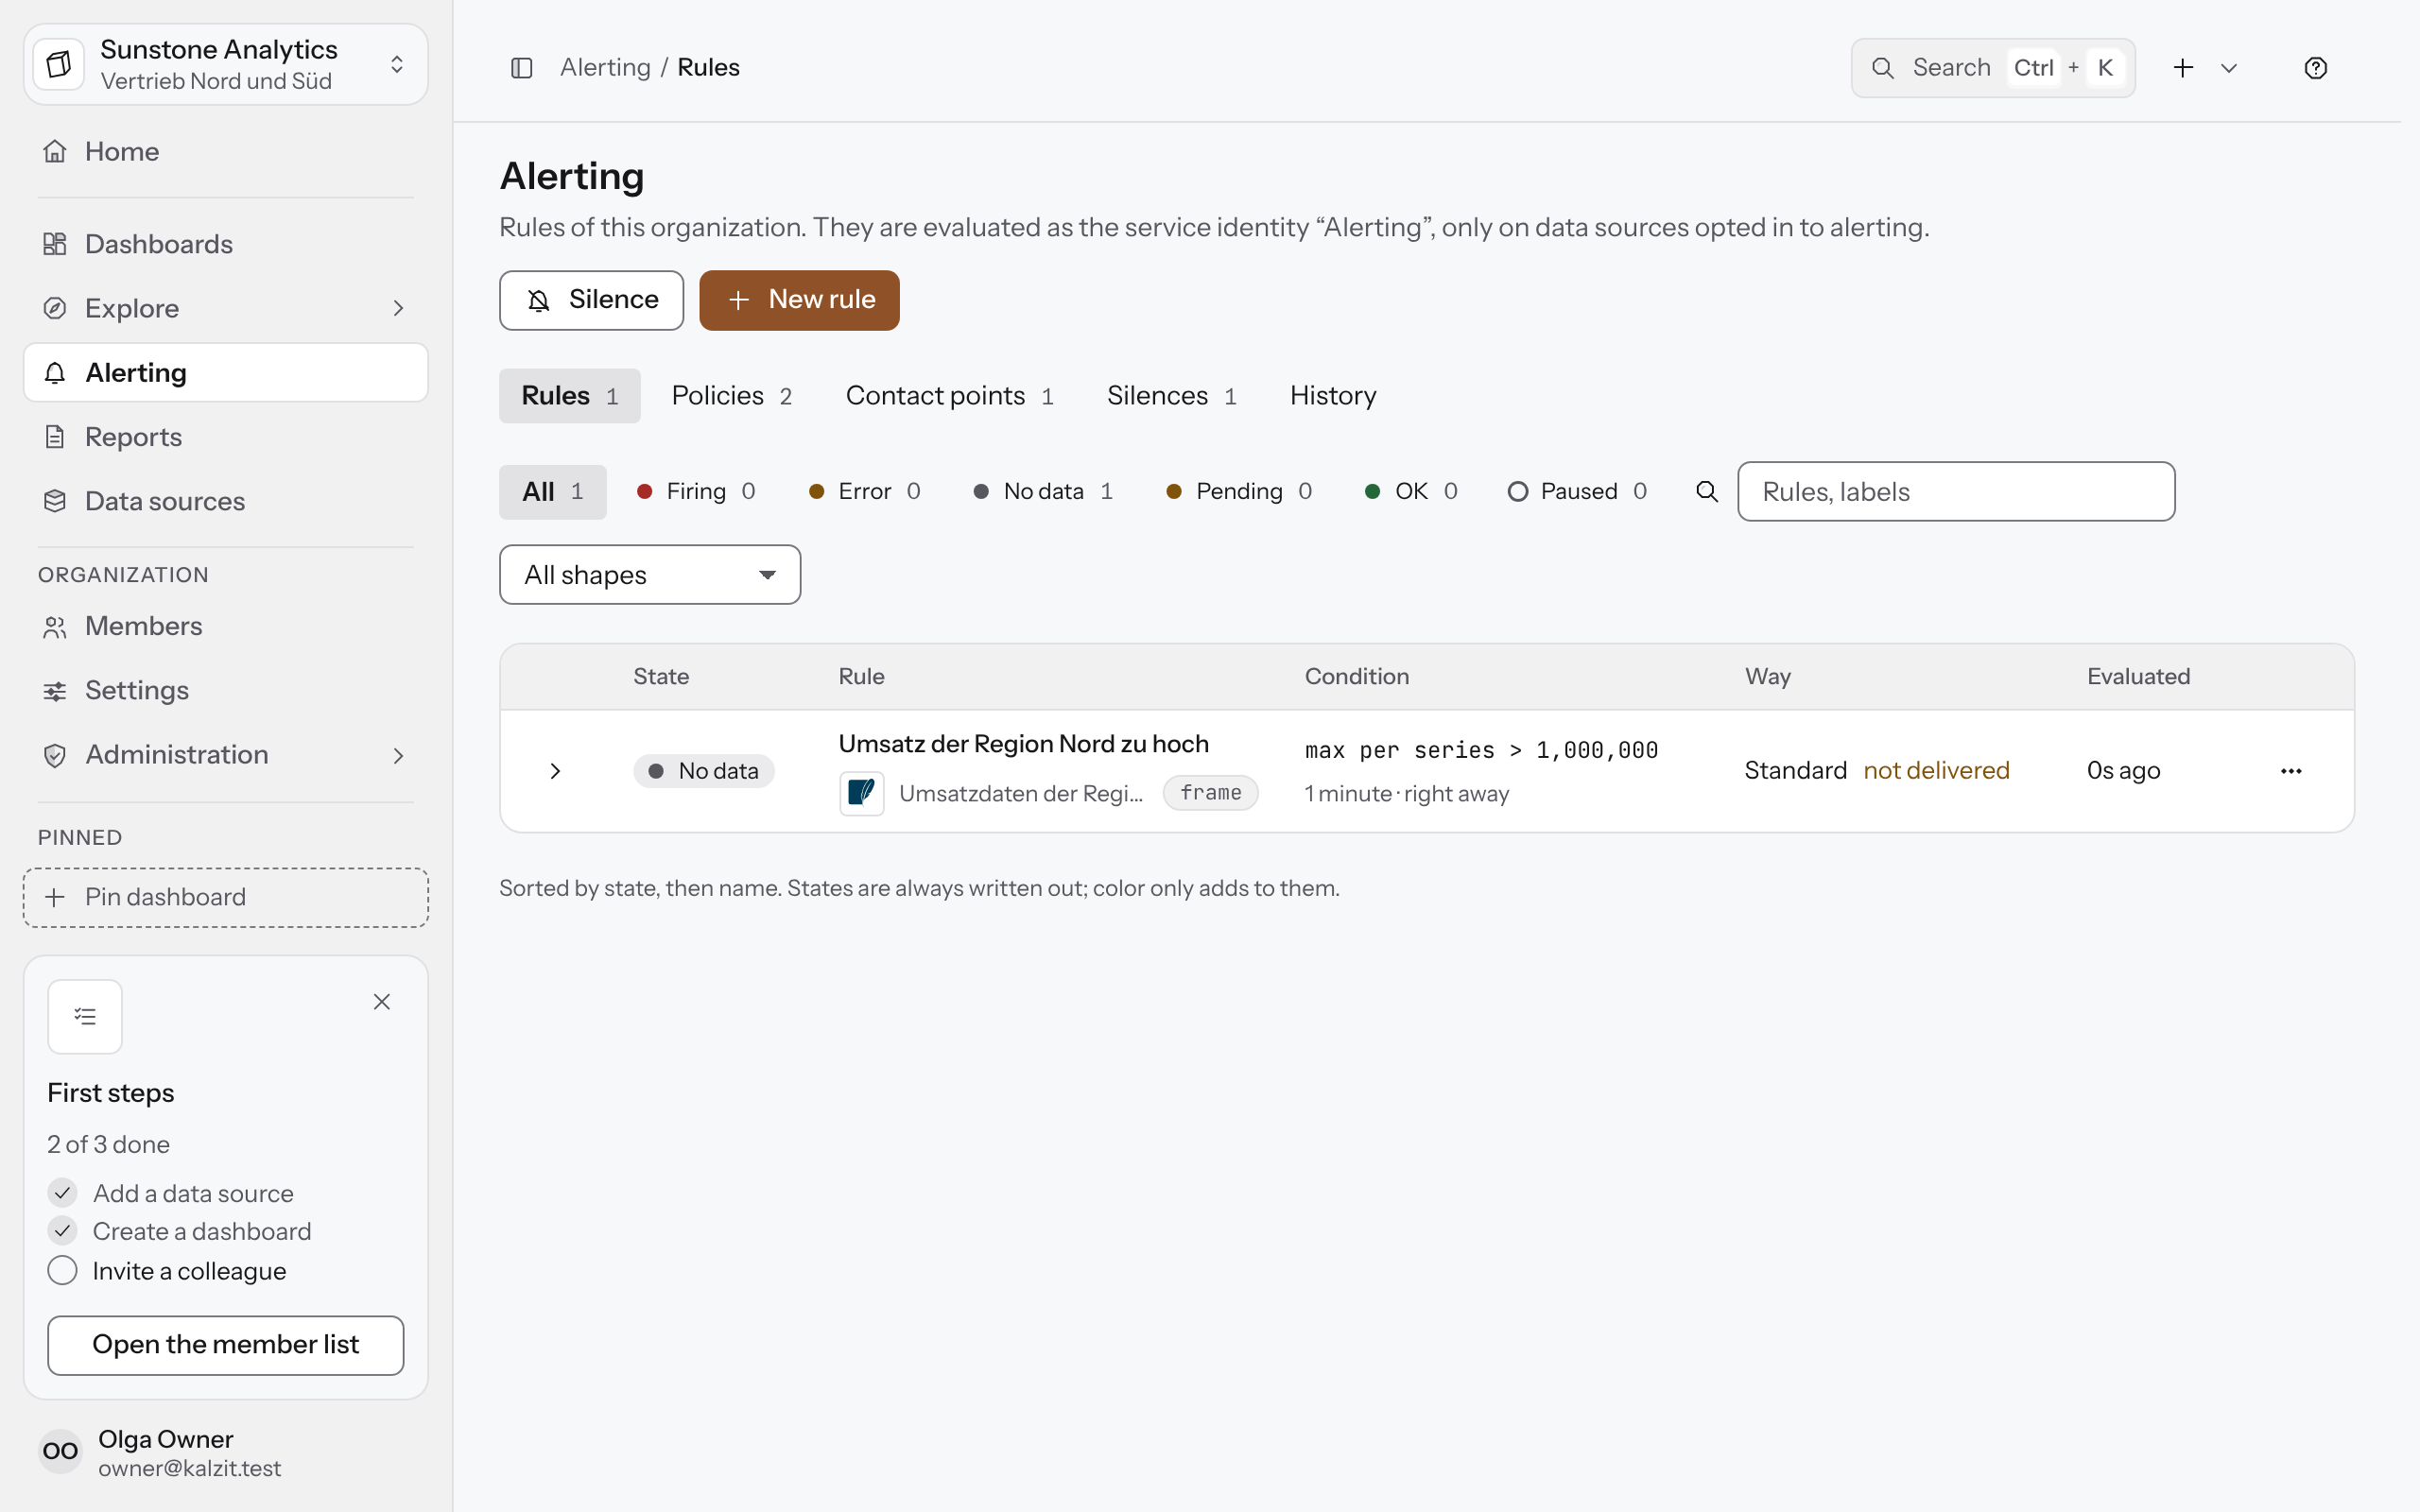 Sunstone Analytics
Vertrieb Nord und Süd
Home
Dashboards
Explore
Alerting
Reports
Data sources
ORGANIZATION
Members
Settings
Administration
PINNED
Pin dashboard
First steps
2 of 3 done
Add a data source
Create a dashboard
Invite a colleague
Open the member list
OO
Olga Owner
owner@kalzit.test
Alerting / Rules
Search Ctrl + K
Alerting
Rules of this organization. They are evaluated as the service identity “Alerting”, only on data sources opted in to alerting.
Silence
New rule
Rules 1 Policies 2 Contact points 1 Silences 1 History
All 1 Firing 0 Error 0 No data 1 Pending 0 OK 0 Paused 0 Rules, labels
All shapes
State Rule Condition Way Evaluated
No data
Umsatz der Region Nord zu hoch
Umsatzdaten der Regi... frame
max per series > 1,000,000
1 minute · right away
Standard not delivered
0s ago
Sorted by state, then name. States are always written out; color only adds to them.